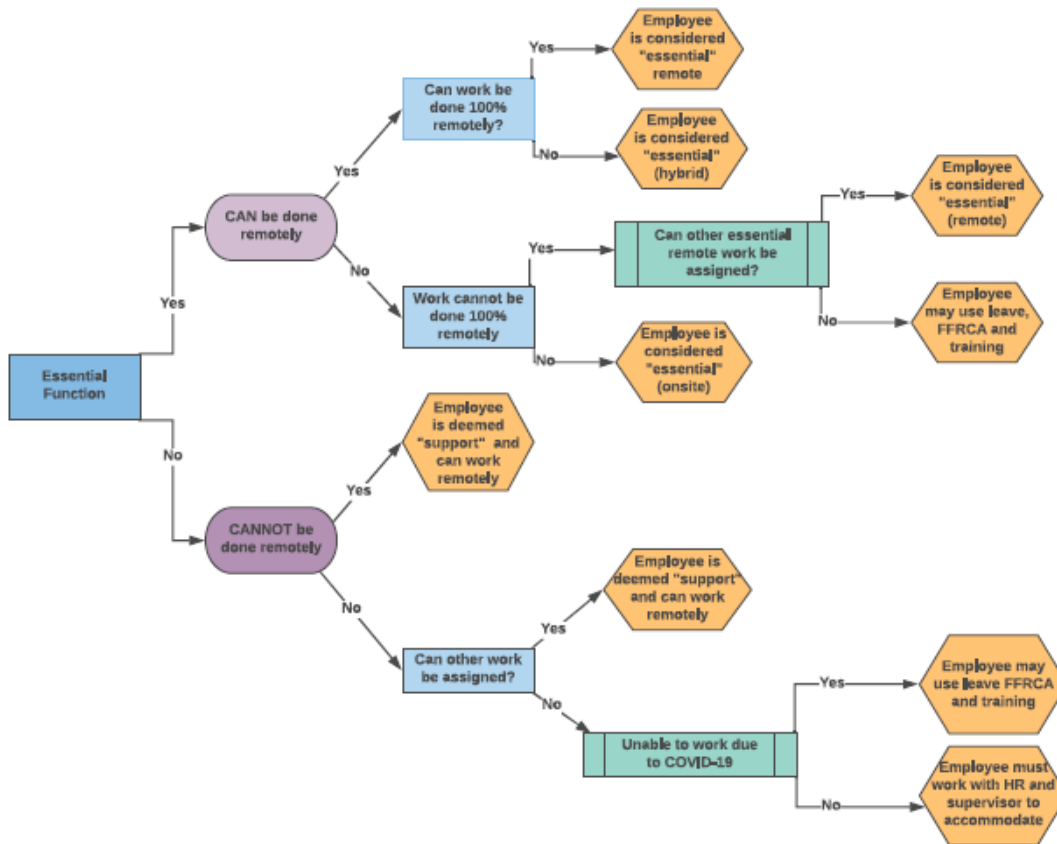 Employee
is considered
"essential"
remote
Yes
Can work be
done 100%
remotely?
No
Employee
is considered
"essential"
(hybrid)
Yes
CAN be done
remotely
No
Yes
Work cannot be
done 100%
remotely
Yes
Can other essential
remote work be
assigned?
Yes
Employee
is considered
"essential"
(remote)
No
Employee
may use leave,
FFRCA and
training
No
Employee is
considered
"essential"
(onsite)
Essential
Function
No
CANNOT be
done remotely
Yes
Employee
is deemed
"support" and
can work
remotely
No
Can other work
be assigned?
Yes
Employee is
deemed "support"
and can work
remotely
No
Unable to work due
to COVID-19
Yes
Employee may
use leave FFRCA
and training
No
Employee must
work with HR and
supervisor to
accommodate